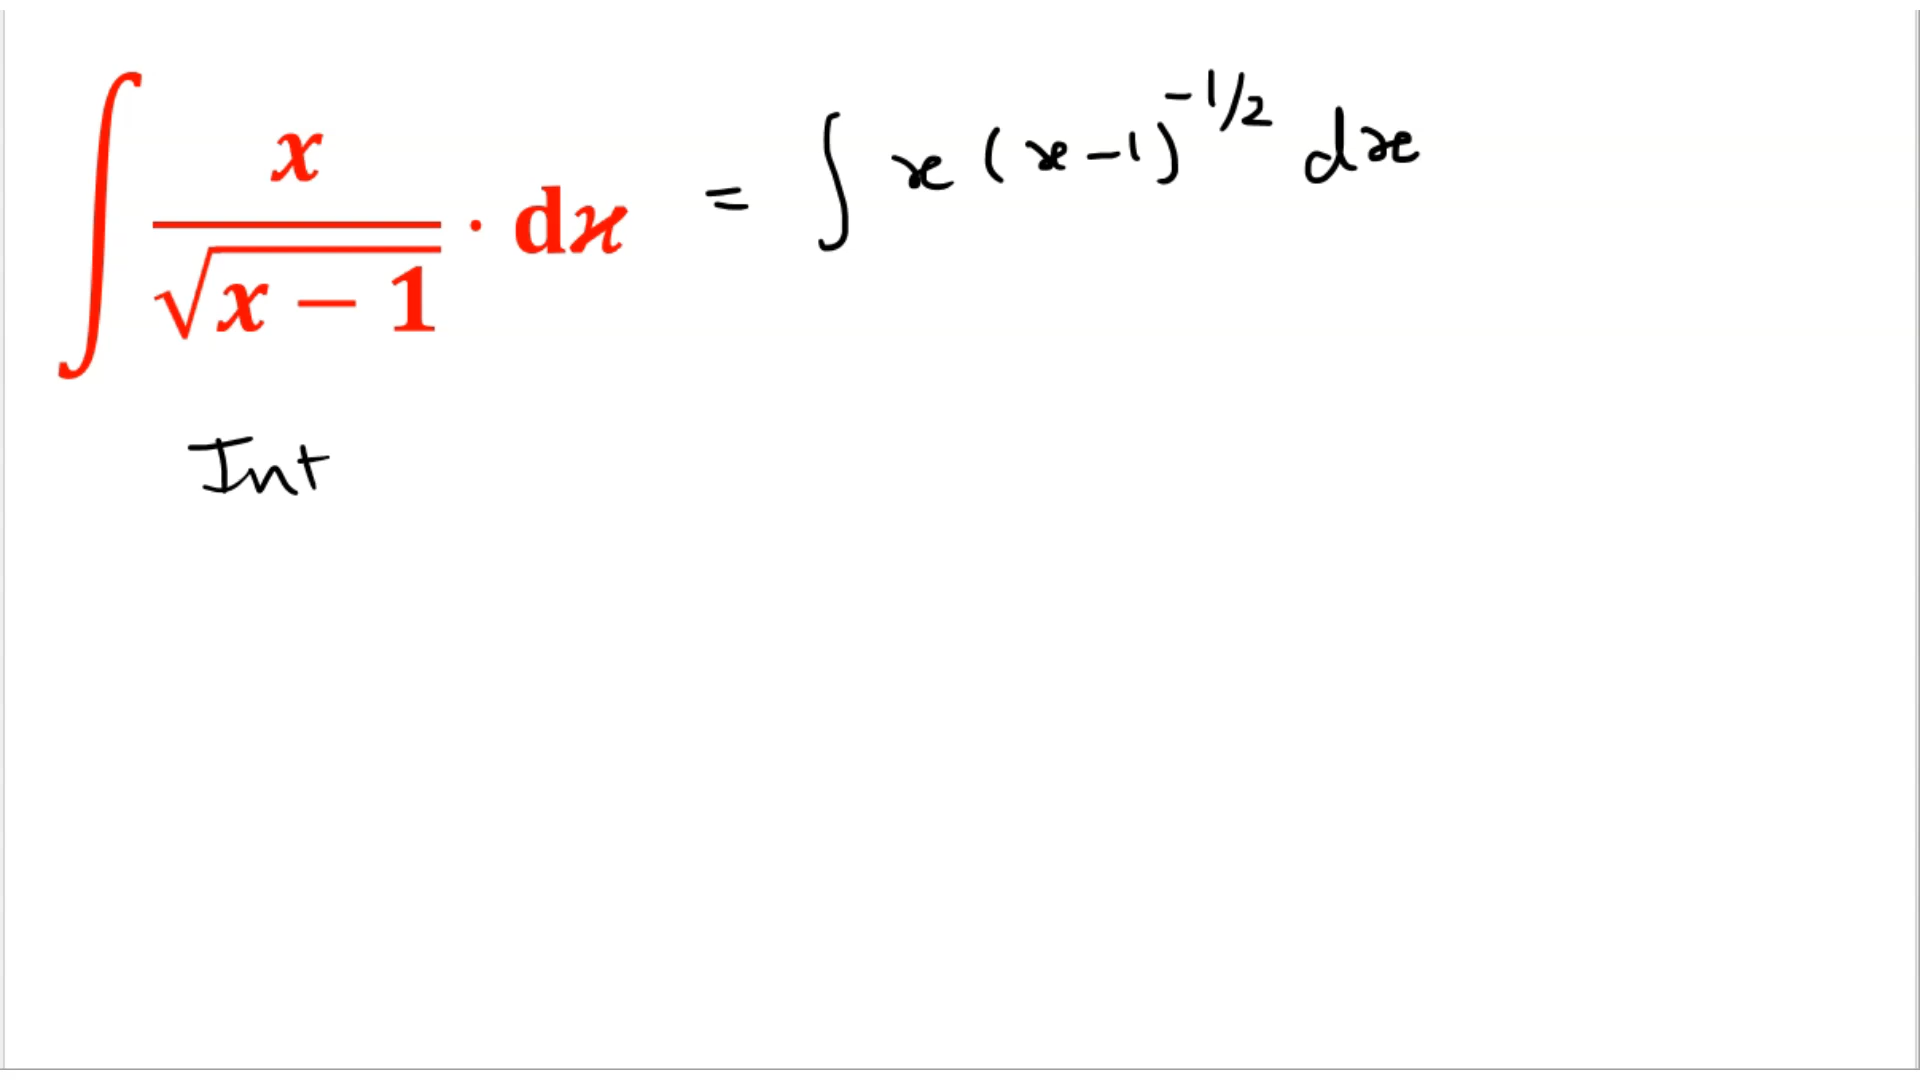 ∫ x/√(x − 1) · dx = ∫ x (x-1)^-1/2 dx
Int